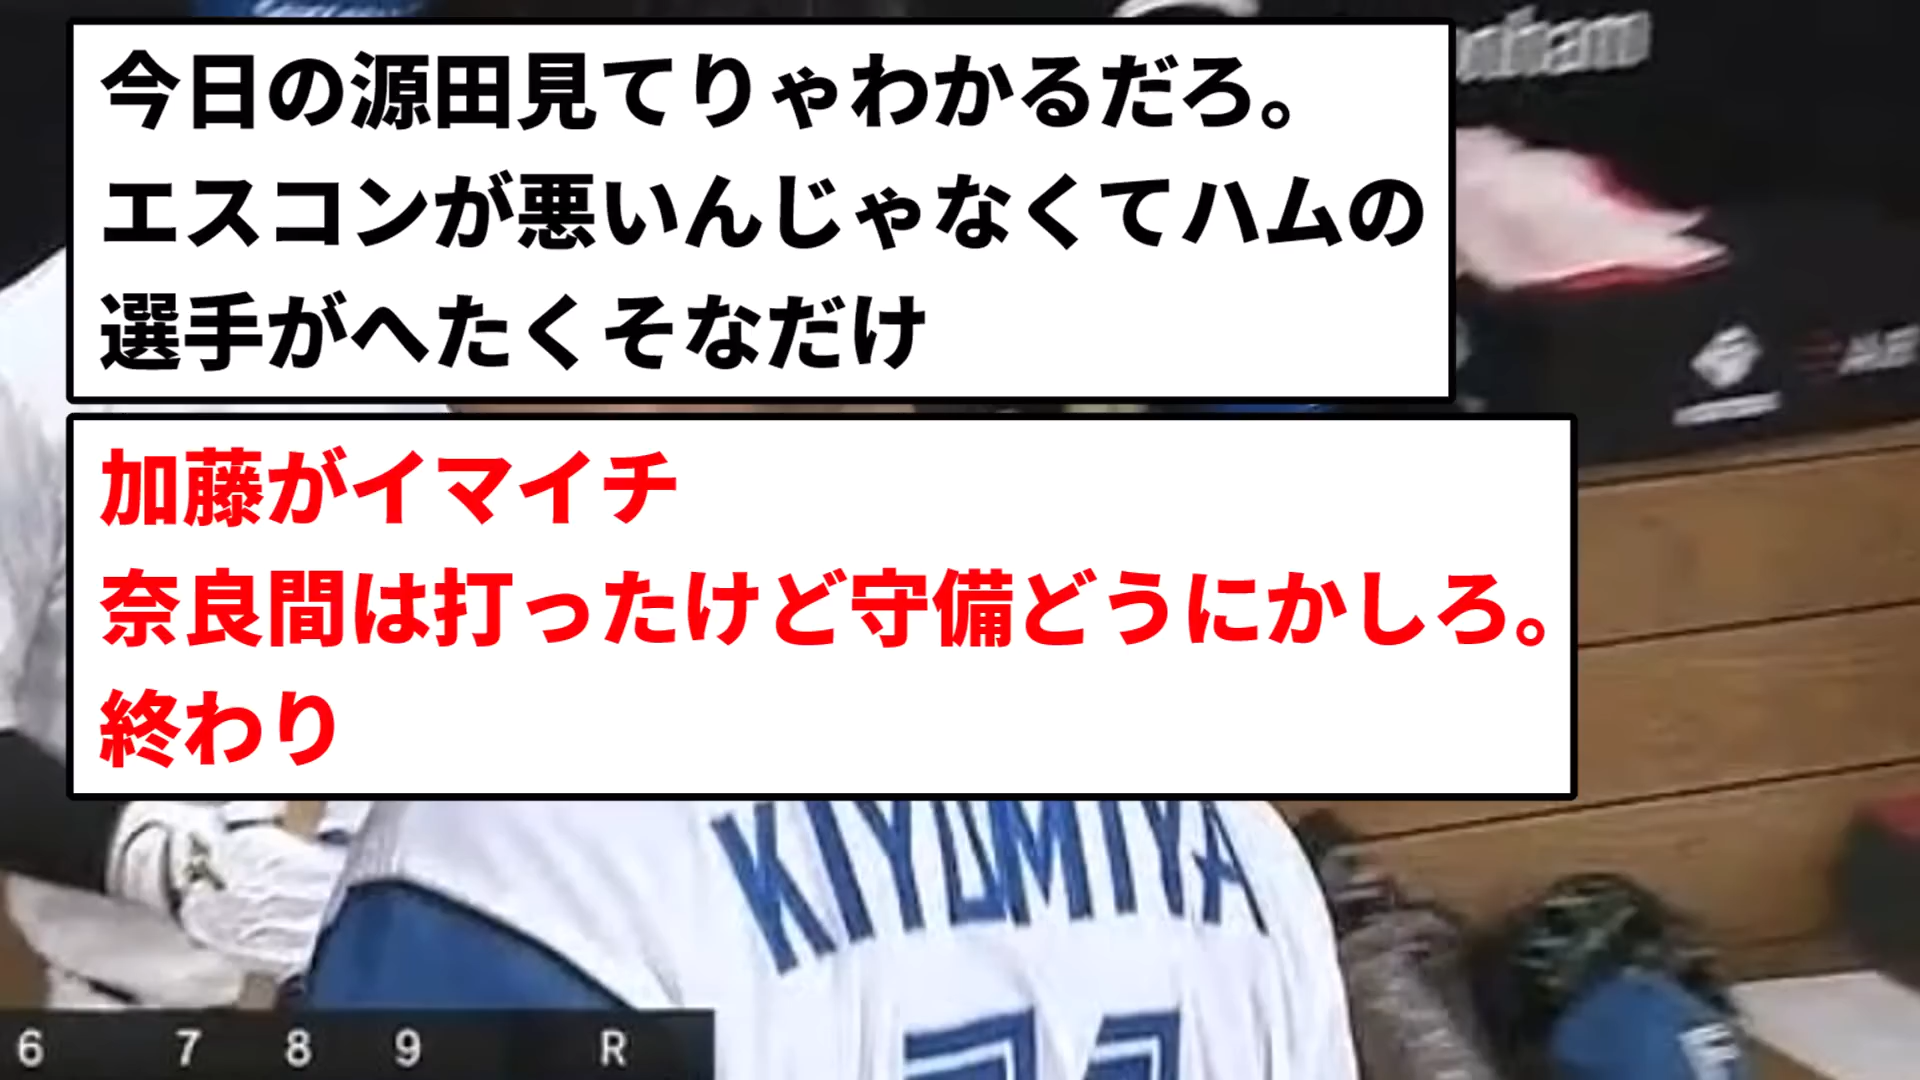 今日の源田見てりゃわかるだろ。
エスコンが悪いんじゃなくてハムの
選手がへたくそなだけ
加藤がイマイチ
奈良間は打ったけど守備どうにかしろ。
終わり
KIYOMIYA
6 7 8 9 R